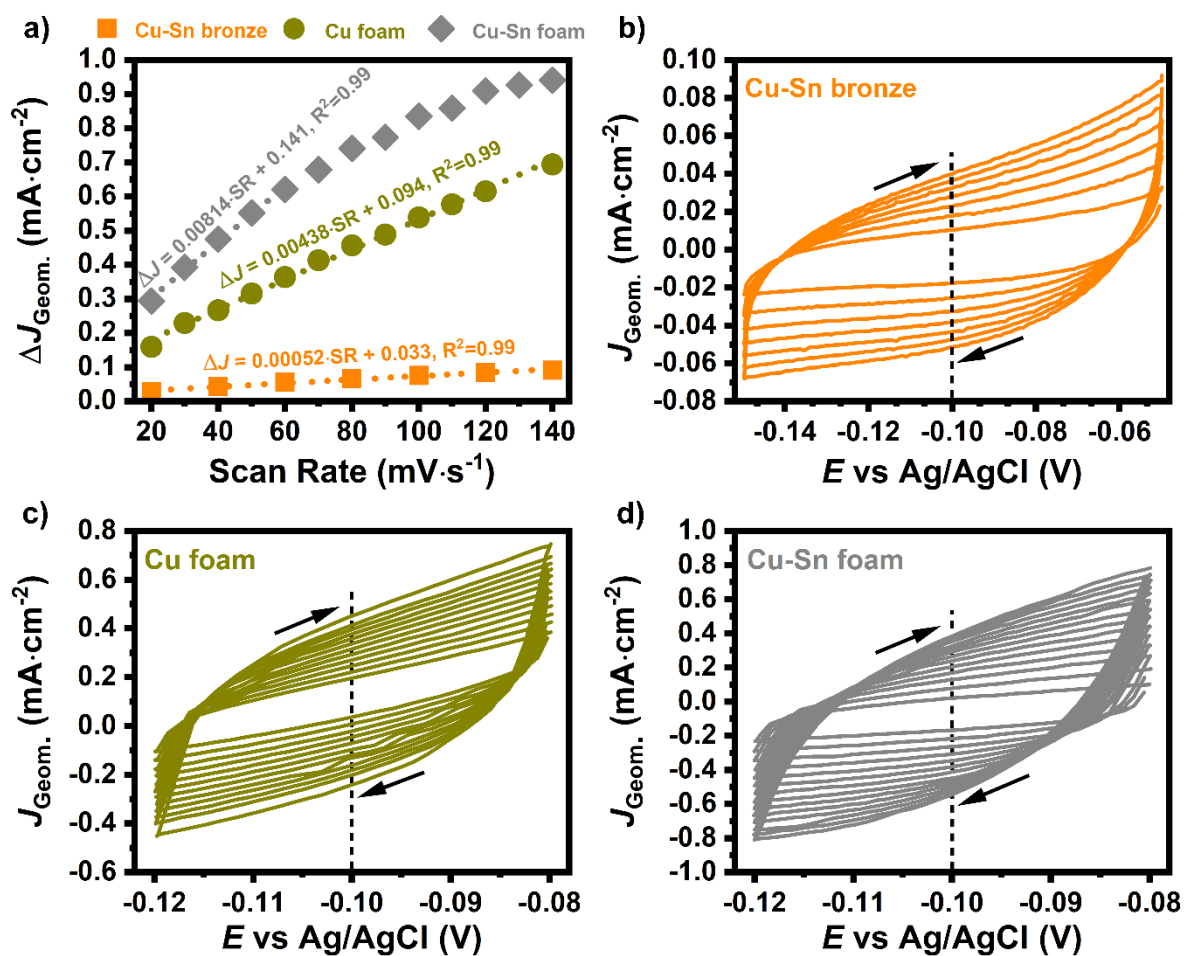 a)
Cu-Sn bronze Cu foam Cu-Sn foam
1.0
0.9
0.8
0.7
0.6
0.5
0.4
0.3
0.2
0.1
0.0
ΔJGeom. (mA·cm-2)
ΔJ = 0.00814·SR + 0.141, R2=0.99
ΔJ = 0.00438·SR + 0.094, R2=0.99
ΔJ = 0.00052·SR + 0.033, R2=0.99
20 40 60 80 100 120 140
Scan Rate (mV·s-1)
b)
Cu-Sn bronze
0.10
0.08
0.06
0.04
0.02
0.00
-0.02
-0.04
-0.06
-0.08
JGeom. (mA·cm-2)
-0.14 -0.12 -0.10 -0.08 -0.06
E vs Ag/AgCl (V)
c)
Cu foam
0.8
0.6
0.4
0.2
0.0
-0.2
-0.4
-0.6
JGeom. (mA·cm-2)
-0.12 -0.11 -0.10 -0.09 -0.08
E vs Ag/AgCl (V)
d)
Cu-Sn foam
1.0
0.8
0.6
0.4
0.2
0.0
-0.2
-0.4
-0.6
-0.8
-1.0
JGeom. (mA·cm-2)
-0.12 -0.11 -0.10 -0.09 -0.08
E vs Ag/AgCl (V)